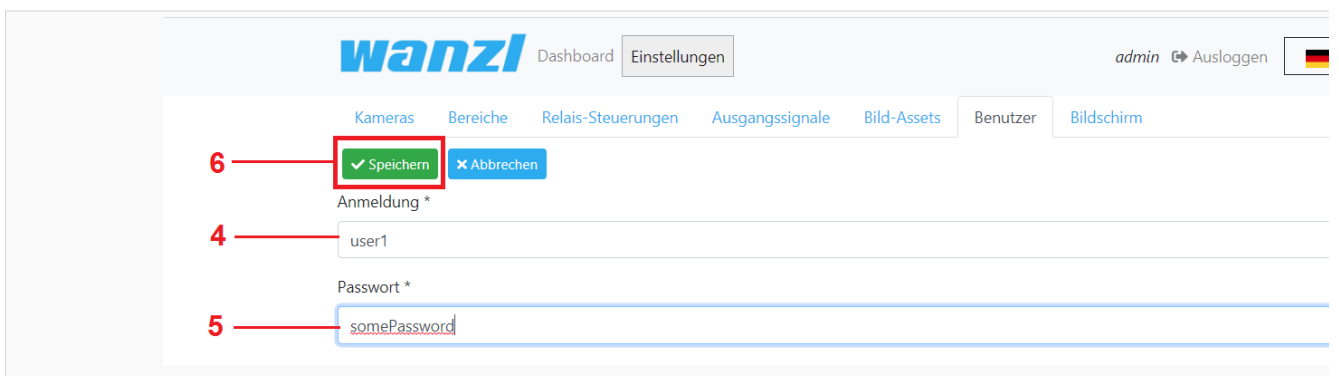 wanzl Dashboard Einstellungen admin Ausloggen
Kameras Bereiche Relais-Steuerungen Ausgangssignale Bild-Assets Benutzer Bildschirm
6 Speichern Abbrechen
Anmeldung *
4 user1
Passwort *
5 somePassword